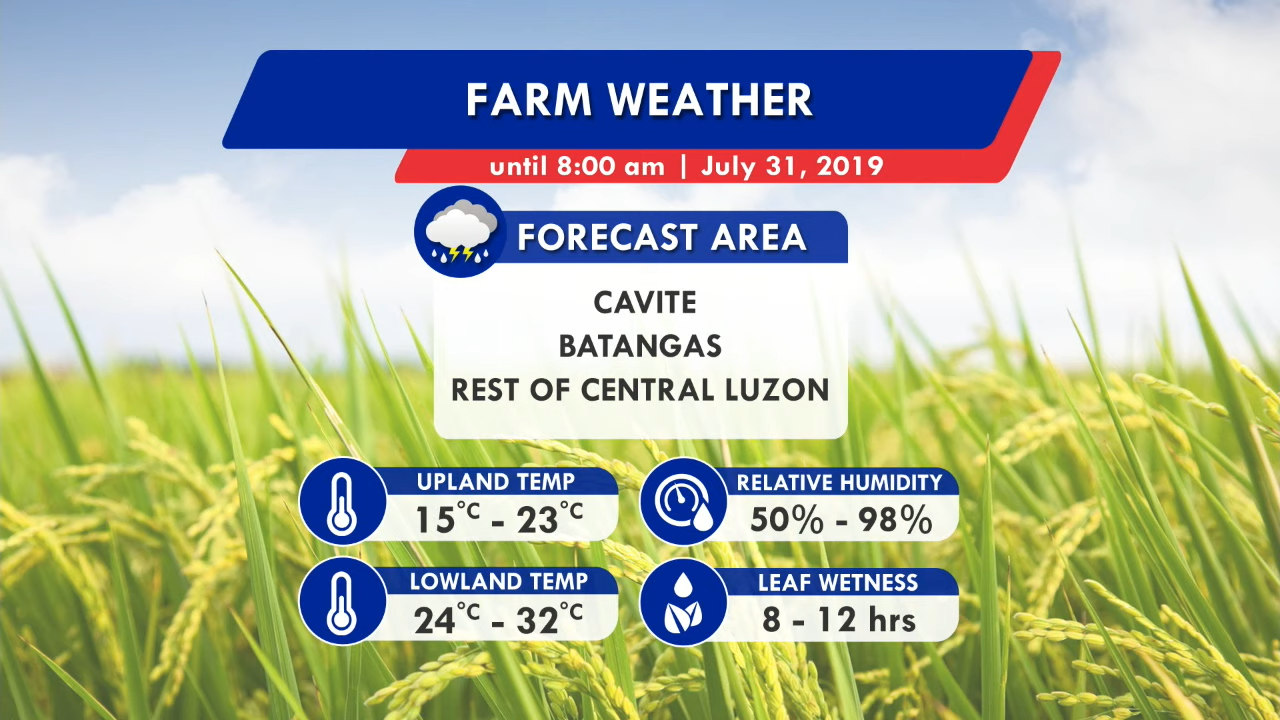 FARM WEATHER
until 8:00 am | July 31, 2019
FORECAST AREA
CAVITE
BATANGAS
REST OF CENTRAL LUZON
UPLAND TEMP
15°C - 23°C
RELATIVE HUMIDITY
50% - 98%
LOWLAND TEMP
24°C - 32°C
LEAF WETNESS
8 - 12 hrs